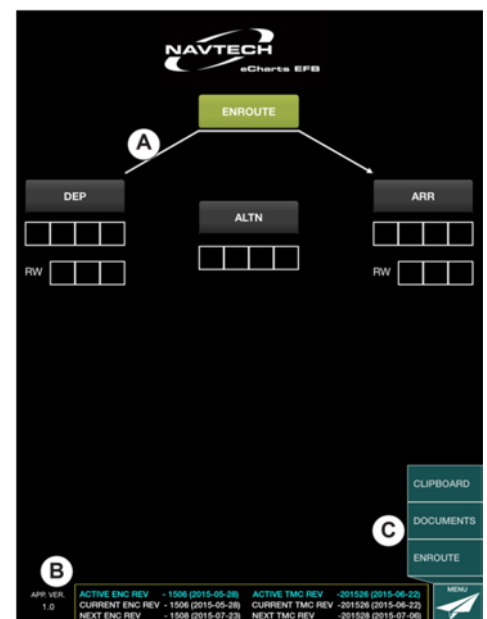 NAVTECH
eCharts EFB
ENROUTE
A
DEP
ARR
ALTN
RW
RW
CLIPBOARD
C
DOCUMENTS
ENROUTE
B
MENU
APP. VER.
1.0
ACTIVE ENC REV - 1506 (2015-05-28) ACTIVE TMC REV -201526 (2015-06-22)
CURRENT ENC REV - 1506 (2015-05-28) CURRENT TMC REV -201526 (2015-06-22)
NEXT ENC REV - 1508 (2015-07-23) NEXT TMC REV -201528 (2015-07-06)